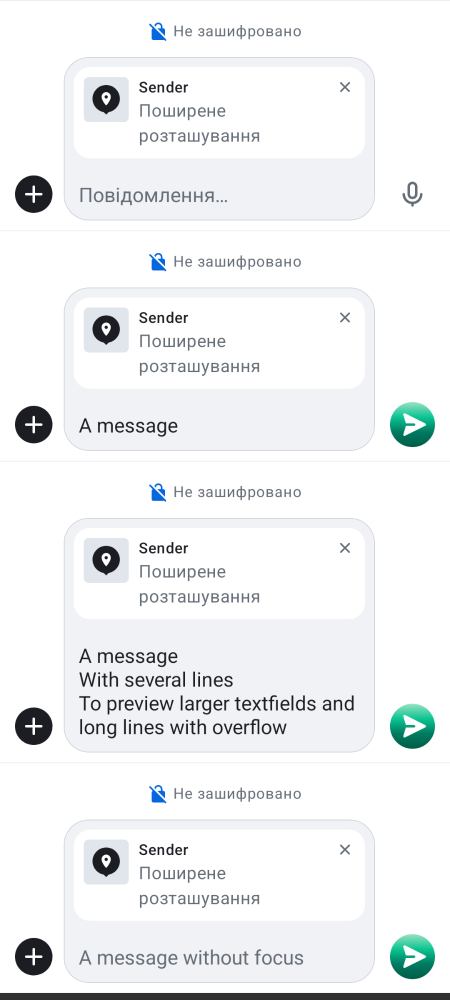 Не зашифровано
Sender
Поширене
розташування
Повідомлення…
Не зашифровано
Sender
Поширене
розташування
A message
Не зашифровано
Sender
Поширене
розташування
A message
With several lines
To preview larger textfields and
long lines with overflow
Не зашифровано
Sender
Поширене
розташування
A message without focus